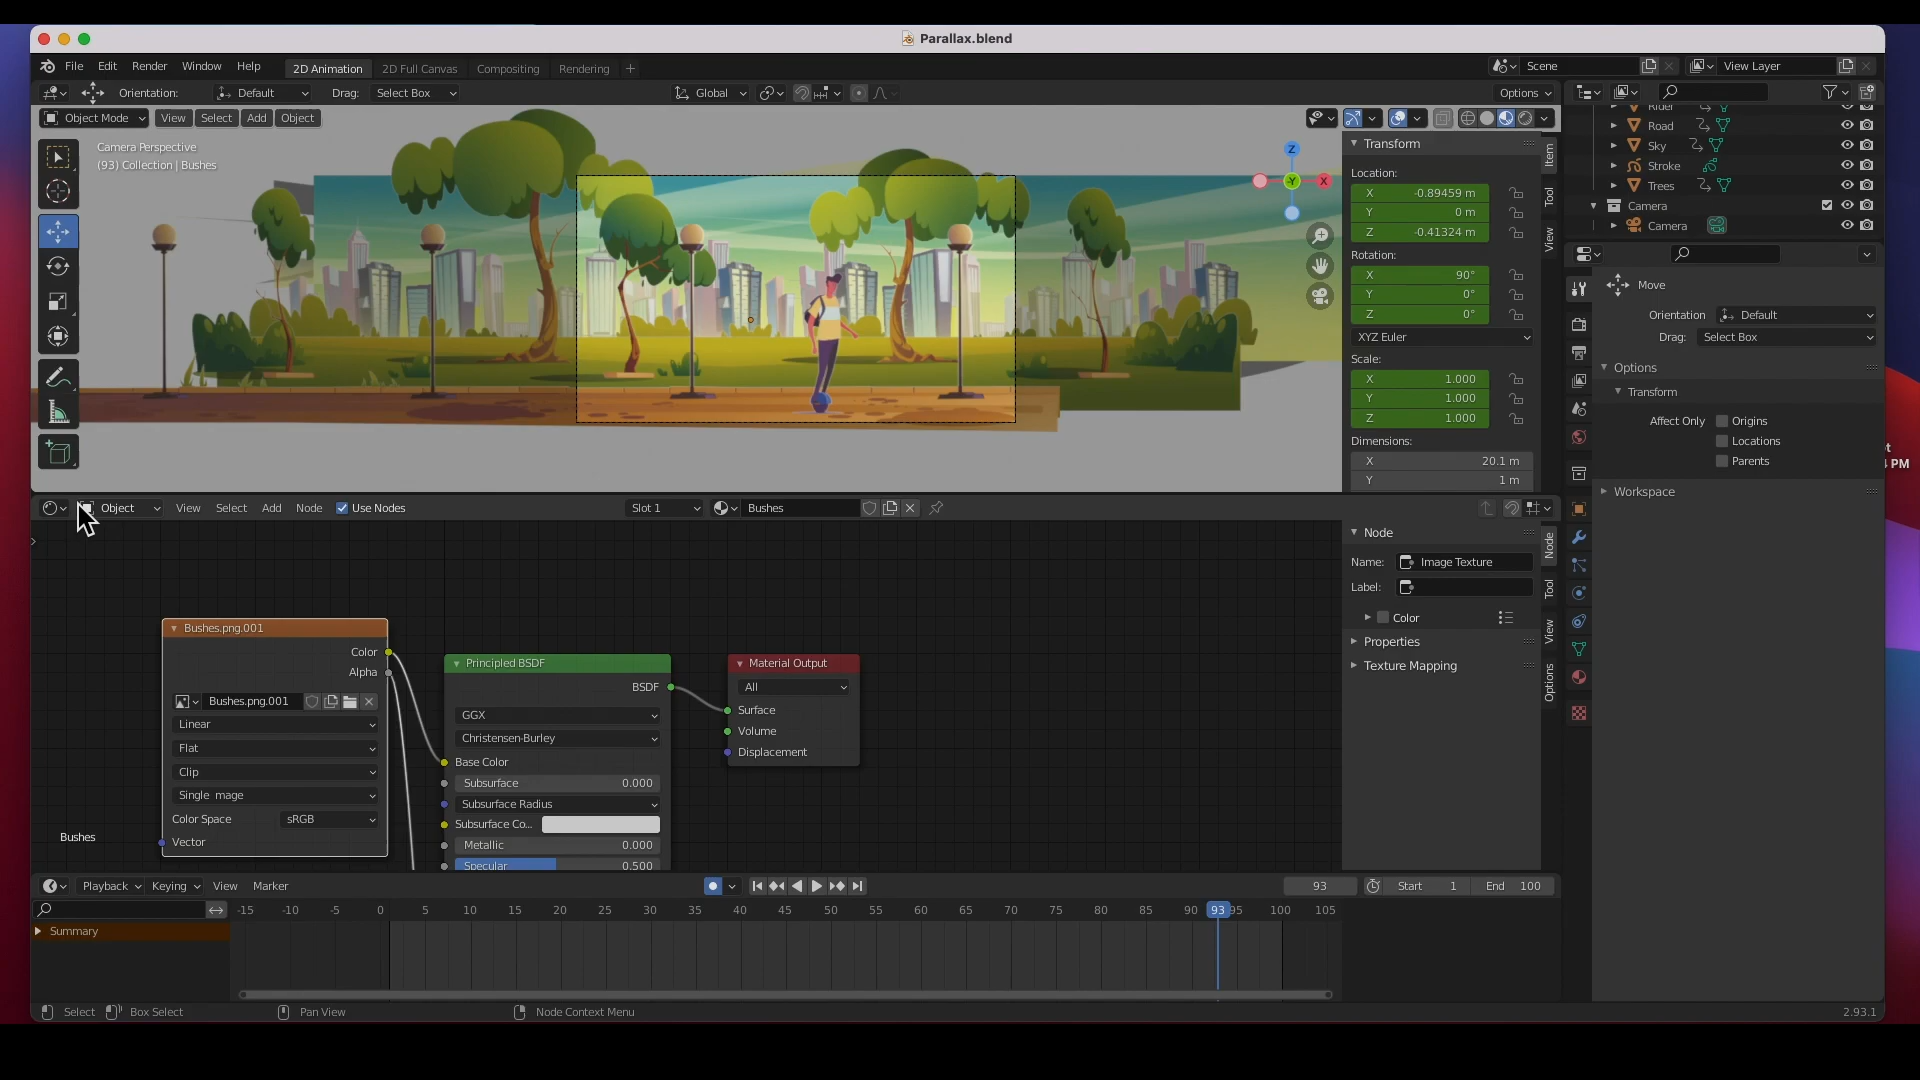 Parallax.blend
File Edit Render Window Help 2D Animation 2D Full Canvas Compositing Rendering + Scene View Layer
Orientation: Default Drag: Select Box Global Options
Object Mode View Select Add Object
Camera Perspective
(93) Collection | Bushes
Z
Y X
Transform
Location:
X -0.89459 m
Y 0 m
Z -0.41324 m
Rotation:
X 90°
Y 0°
Z 0°
XYZ Euler
Scale:
X 1.000
Y 1.000
Z 1.000
Dimensions:
X 20.1 m
Y 1 m
Item
Tool
View
Rider
Road
Sky
Stroke
Trees
Camera
Camera
Move
Orientation Default
Drag: Select Box
Options
Transform
Affect Only Origins
Locations
Parents
Workspace
PM
Object View Select Add Node Use Nodes Slot 1 Bushes
Bushes.png.001
Color
Alpha
Bushes.png.001
Linear
Flat
Clip
Single mage
Color Space sRGB
Vector
Bushes
Principled BSDF
BSDF
GGX
Christensen-Burley
Base Color
Subsurface 0.000
Subsurface Radius
Subsurface Co...
Metallic 0.000
Specular 0.500
Material Output
All
Surface
Volume
Displacement
Node
Name: Image Texture
Label:
Color
Properties
Texture Mapping
Node
Tool
View
Options
Playback Keying View Marker 93 Start 1 End 100
-15 -10 -5 0 5 10 15 20 25 30 35 40 45 50 55 60 65 70 75 80 85 90 93 95 100 105
Summary
Select Box Select Pan View Node Context Menu 2.93.1